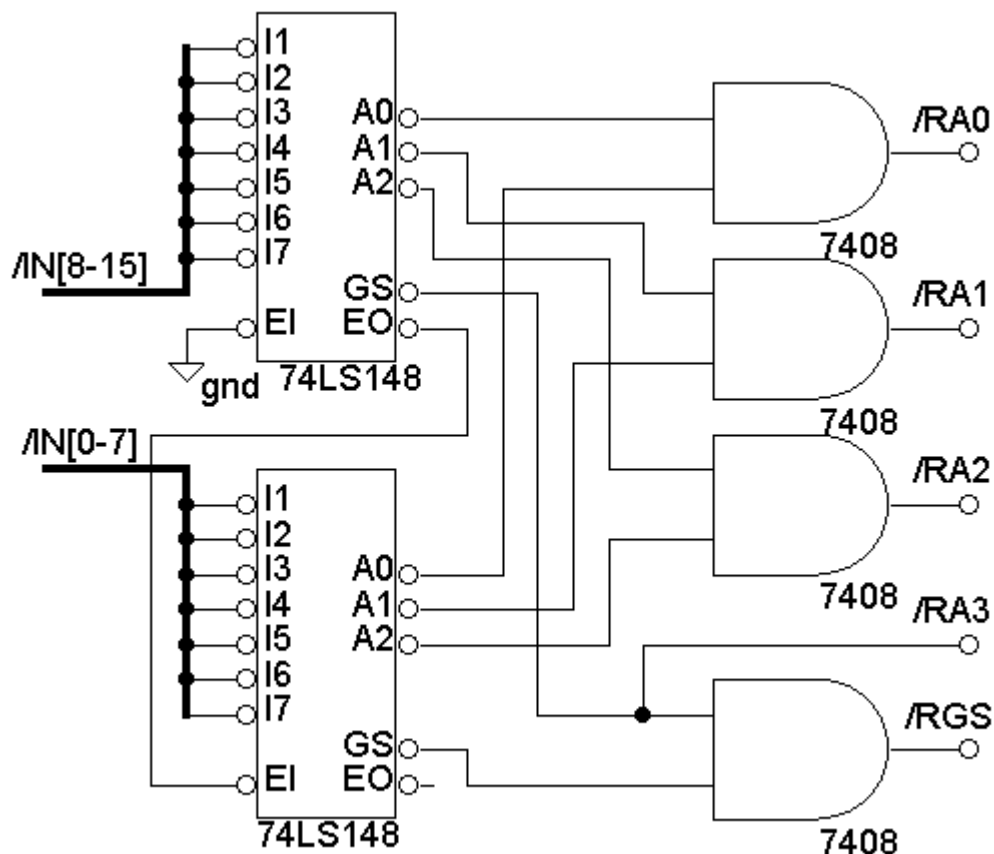 I1
I2
I3
I4
I5
I6
I7
EI
A0
A1
A2
GS
EO
74LS148
/IN[8-15]
gnd
/IN[0-7]
I1
I2
I3
I4
I5
I6
I7
EI
A0
A1
A2
GS
EO
74LS148
/RA0
7408
/RA1
7408
/RA2
7408
/RA3
/RGS
7408